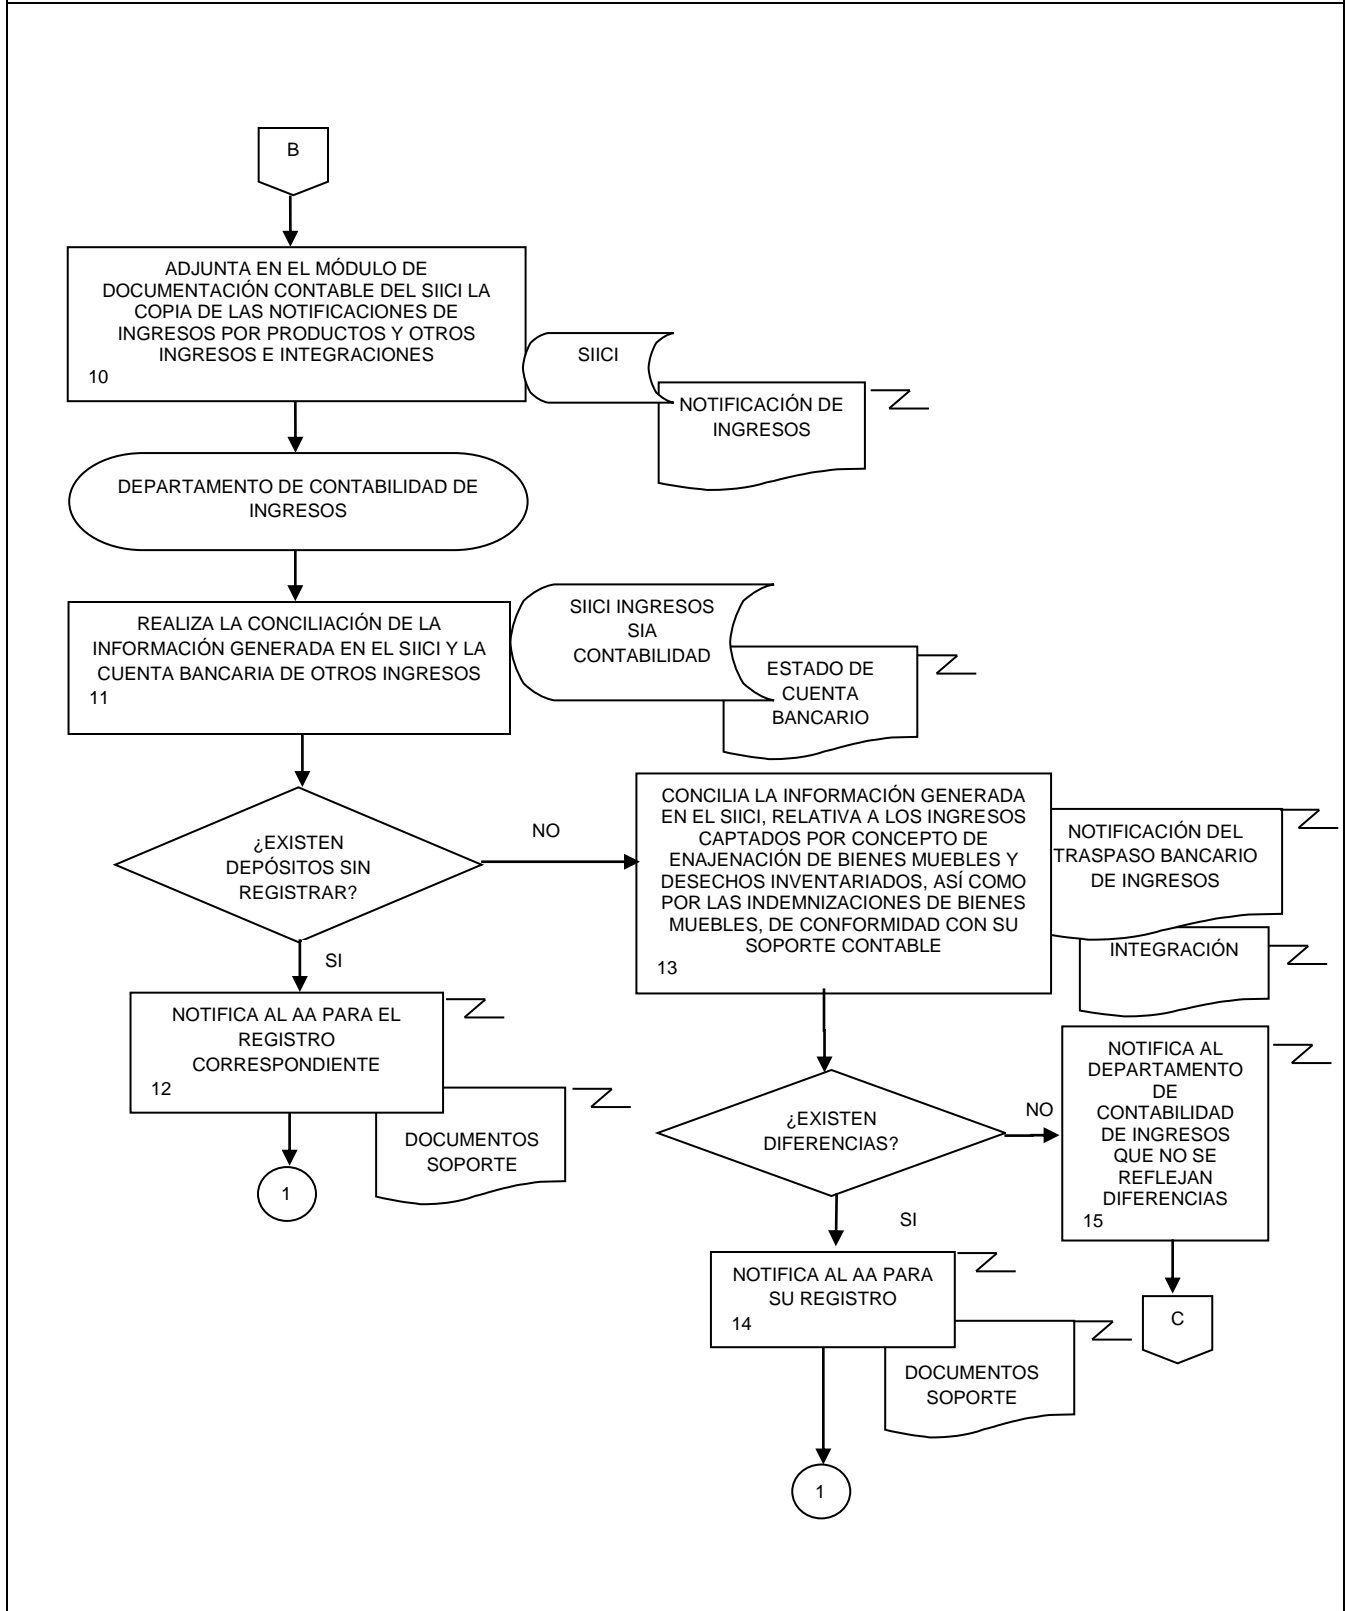 B
ADJUNTA EN EL MÓDULO DE
DOCUMENTACIÓN CONTABLE DEL SIICI LA
COPIA DE LAS NOTIFICACIONES DE
INGRESOS POR PRODUCTOS Y OTROS
INGRESOS E INTEGRACIONES
10
SIICI
NOTIFICACIÓN DE
INGRESOS
DEPARTAMENTO DE CONTABILIDAD DE
INGRESOS
REALIZA LA CONCILIACIÓN DE LA
INFORMACIÓN GENERADA EN EL SIICI Y LA
CUENTA BANCARIA DE OTROS INGRESOS
11
SIICI INGRESOS
SIA
CONTABILIDAD
ESTADO DE
CUENTA
BANCARIO
¿EXISTEN
DEPÓSITOS SIN
REGISTRAR?
NO
SI
CONCILIA LA INFORMACIÓN GENERADA
EN EL SIICI, RELATIVA A LOS INGRESOS
CAPTADOS POR CONCEPTO DE
ENAJENACIÓN DE BIENES MUEBLES Y
DESECHOS INVENTARIADOS, ASÍ COMO
POR LAS INDEMNIZACIONES DE BIENES
MUEBLES, DE CONFORMIDAD CON SU
SOPORTE CONTABLE
13
NOTIFICACIÓN DEL
TRASPASO BANCARIO
DE INGRESOS
INTEGRACIÓN
NOTIFICA AL AA PARA EL
REGISTRO
CORRESPONDIENTE
12
DOCUMENTOS
SOPORTE
1
¿EXISTEN
DIFERENCIAS?
NO
SI
NOTIFICA AL
DEPARTAMENTO
DE
CONTABILIDAD
DE INGRESOS
QUE NO SE
REFLEJAN
DIFERENCIAS
15
NOTIFICA AL AA PARA
SU REGISTRO
14
DOCUMENTOS
SOPORTE
C
1